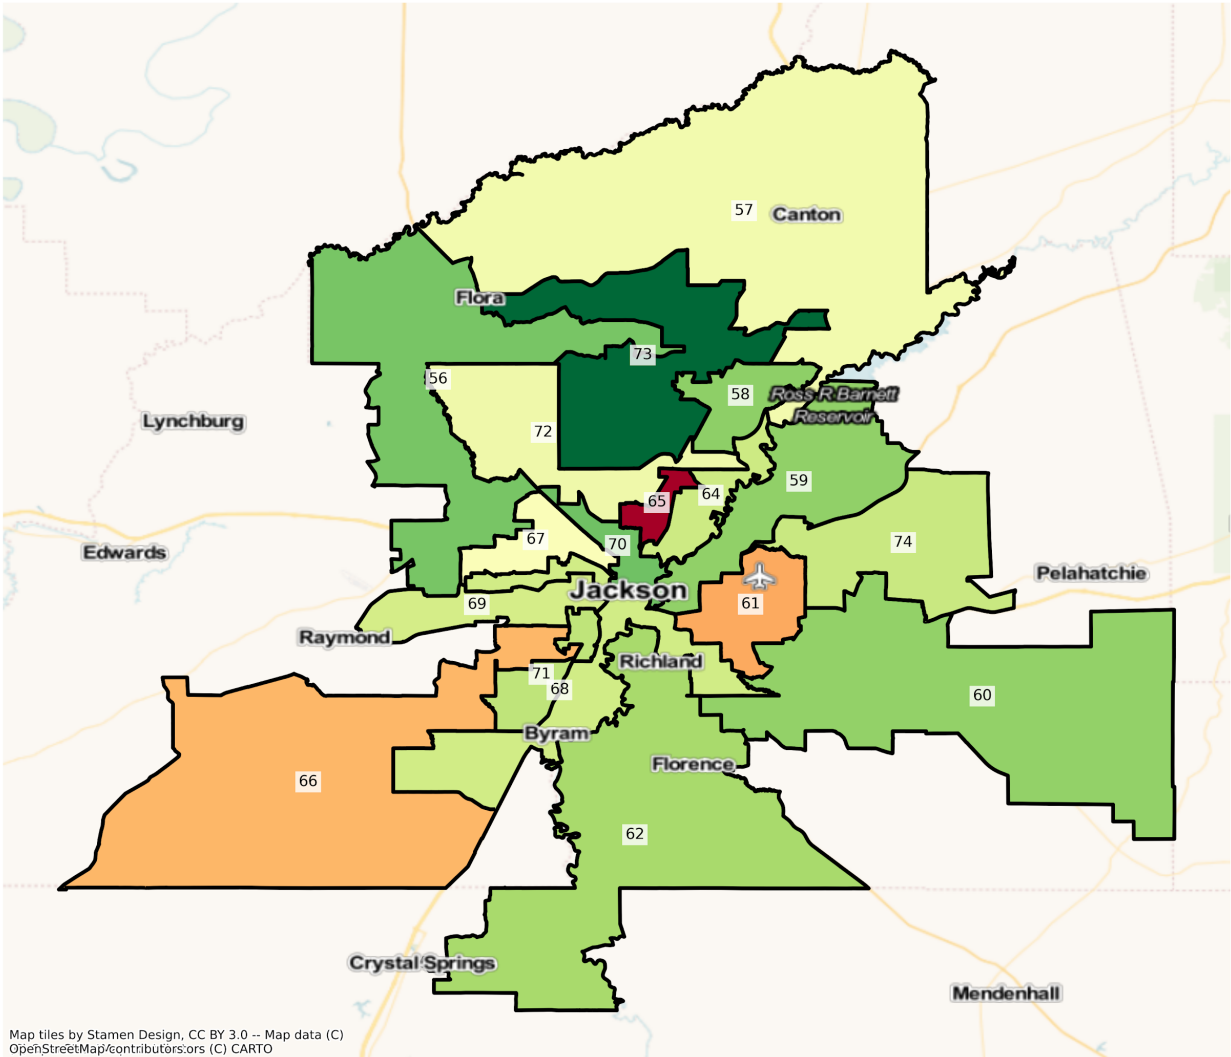 57
Canton
Flora
73
56
58
Ross R Barnett
Reservoir
Lynchburg
72
59
65
64
67
70
74
Edwards
Pelahatchie
Jackson
69
61
Raymond
Richland
71
68
60
Byram
Florence
66
62
Crystal Springs
Mendenhall
Map tiles by Stamen Design, CC BY 3.0 -- Map data (C)
OpenStreetMap contributors (C) CARTO